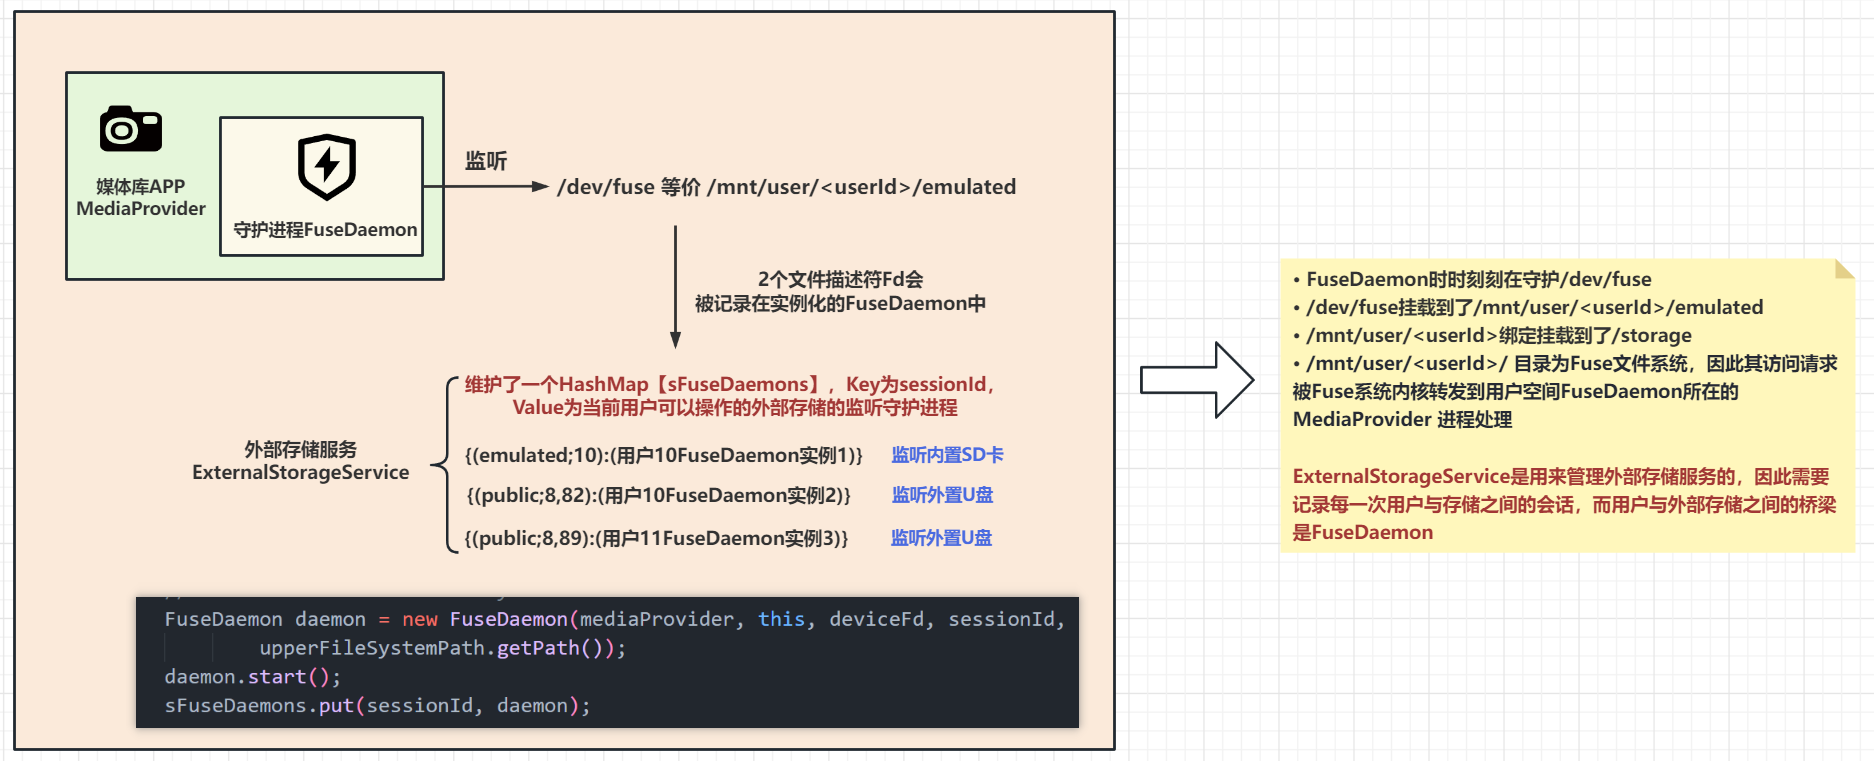 媒体库APP
MediaProvider
守护进程FuseDaemon
监听
/dev/fuse 等价 /mnt/user/<userId>/emulated
2个文件描述符Fd会
被记录在实例化的FuseDaemon中
维护了一个HashMap【sFuseDaemons】，Key为sessionId，
Value为当前用户可以操作的外部存储的监听守护进程
外部存储服务
ExternalStorageService
{(emulated;10):(用户10FuseDaemon实例1)} 监听内置SD卡
{(public;8,82):(用户10FuseDaemon实例2)} 监听外置U盘
{(public;8,89):(用户11FuseDaemon实例3)} 监听外置U盘
FuseDaemon daemon = new FuseDaemon(mediaProvider, this, deviceFd, sessionId,
upperFileSystemPath.getPath());
daemon.start();
sFuseDaemons.put(sessionId, daemon);
• FuseDaemon时时刻刻在守护/dev/fuse
• /dev/fuse挂载到了/mnt/user/<userId>/emulated
• /mnt/user/<userId>绑定挂载到了/storage
• /mnt/user/<userId>/ 目录为Fuse文件系统，因此其访问请求
被Fuse系统内核转发到用户空间FuseDaemon所在的
MediaProvider 进程处理
ExternalStorageService是用来管理外部存储服务的，因此需要
记录每一次用户与存储之间的会话，而用户与外部存储之间的桥梁
是FuseDaemon